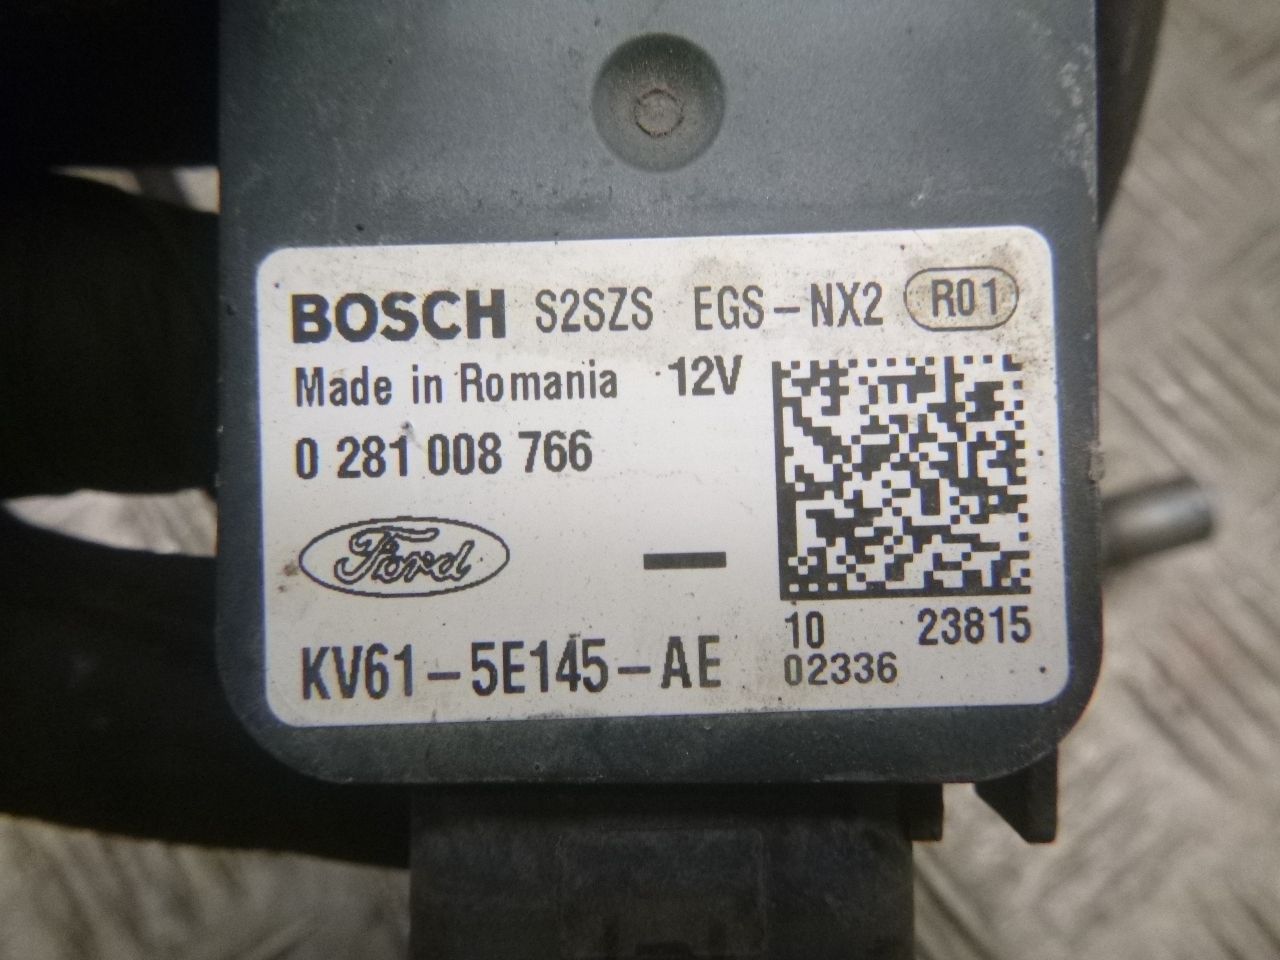 BOSCH S2SZS EGS-NX2 R01
Made in Romania 12V
0 281 008 766
Ford
KV61-5E145-AE
10 23815
02336